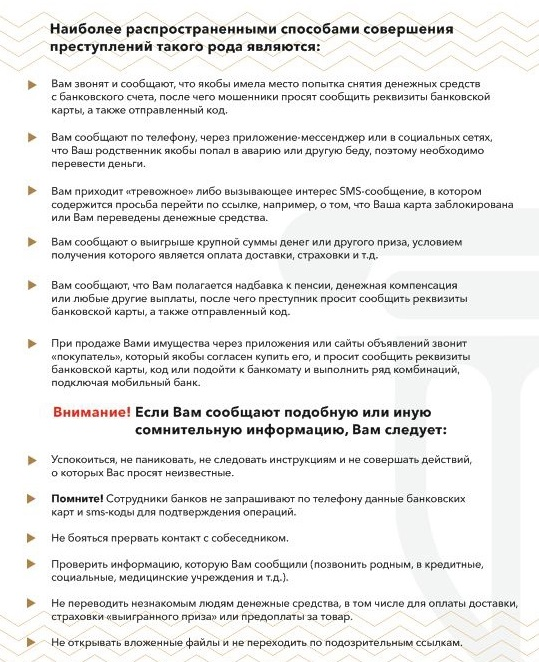 Наиболее распространенными способами совершения
преступлений такого рода являются:
Вам звонят и сообщают, что якобы имела место попытка снятия денежных средств
с банковского счета, после чего мошенники просят сообщить реквизиты банковской
карты, а также отправленный код.
Вам сообщают по телефону, через приложение-мессенджер или в социальных сетях,
что Ваш родственник якобы попал в аварию или другую беду, поэтому необходимо
перевести деньги.
Вам приходит «тревожное» либо вызывающее интерес SMS-сообщение, в котором
содержится просьба перейти по ссылке, например, о том, что Ваша карта заблокирована
или Вам переведены денежные средства.
Вам сообщают о выигрыше крупной суммы денег или другого приза, условием
получения которого является оплата доставки, страховки и т.д.
Вам сообщают, что Вам полагается надбавка к пенсии, денежная компенсация
или любые другие выплаты, после чего преступник просит сообщить реквизиты
банковской карты, а также отправленный код.
При продаже Вами имущества через приложения или сайты объявлений звонит
«покупатель», который якобы согласен купить его, и просит сообщить реквизиты
банковской карты, код или подойти к банкомату и выполнить ряд комбинаций,
подключая мобильный банк.
Внимание! Если Вам сообщают подобную или иную
сомнительную информацию, Вам следует:
Успокоиться, не паниковать, не следовать инструкциям и не совершать действий,
о которых Вас просят неизвестные.
Помните! Сотрудники банков не запрашивают по телефону данные банковских
карт и sms-коды для подтверждения операций.
Не бояться прервать контакт с собеседником.
Проверить информацию, которую Вам сообщили (позвонить родным, в кредитные,
социальные, медицинские учреждения и т.д.).
Не переводить незнакомым людям денежные средства, в том числе для оплаты доставки,
страховки «выигранного приза» или предоплаты за товар.
Не открывать вложенные файлы и не переходить по подозрительным ссылкам.